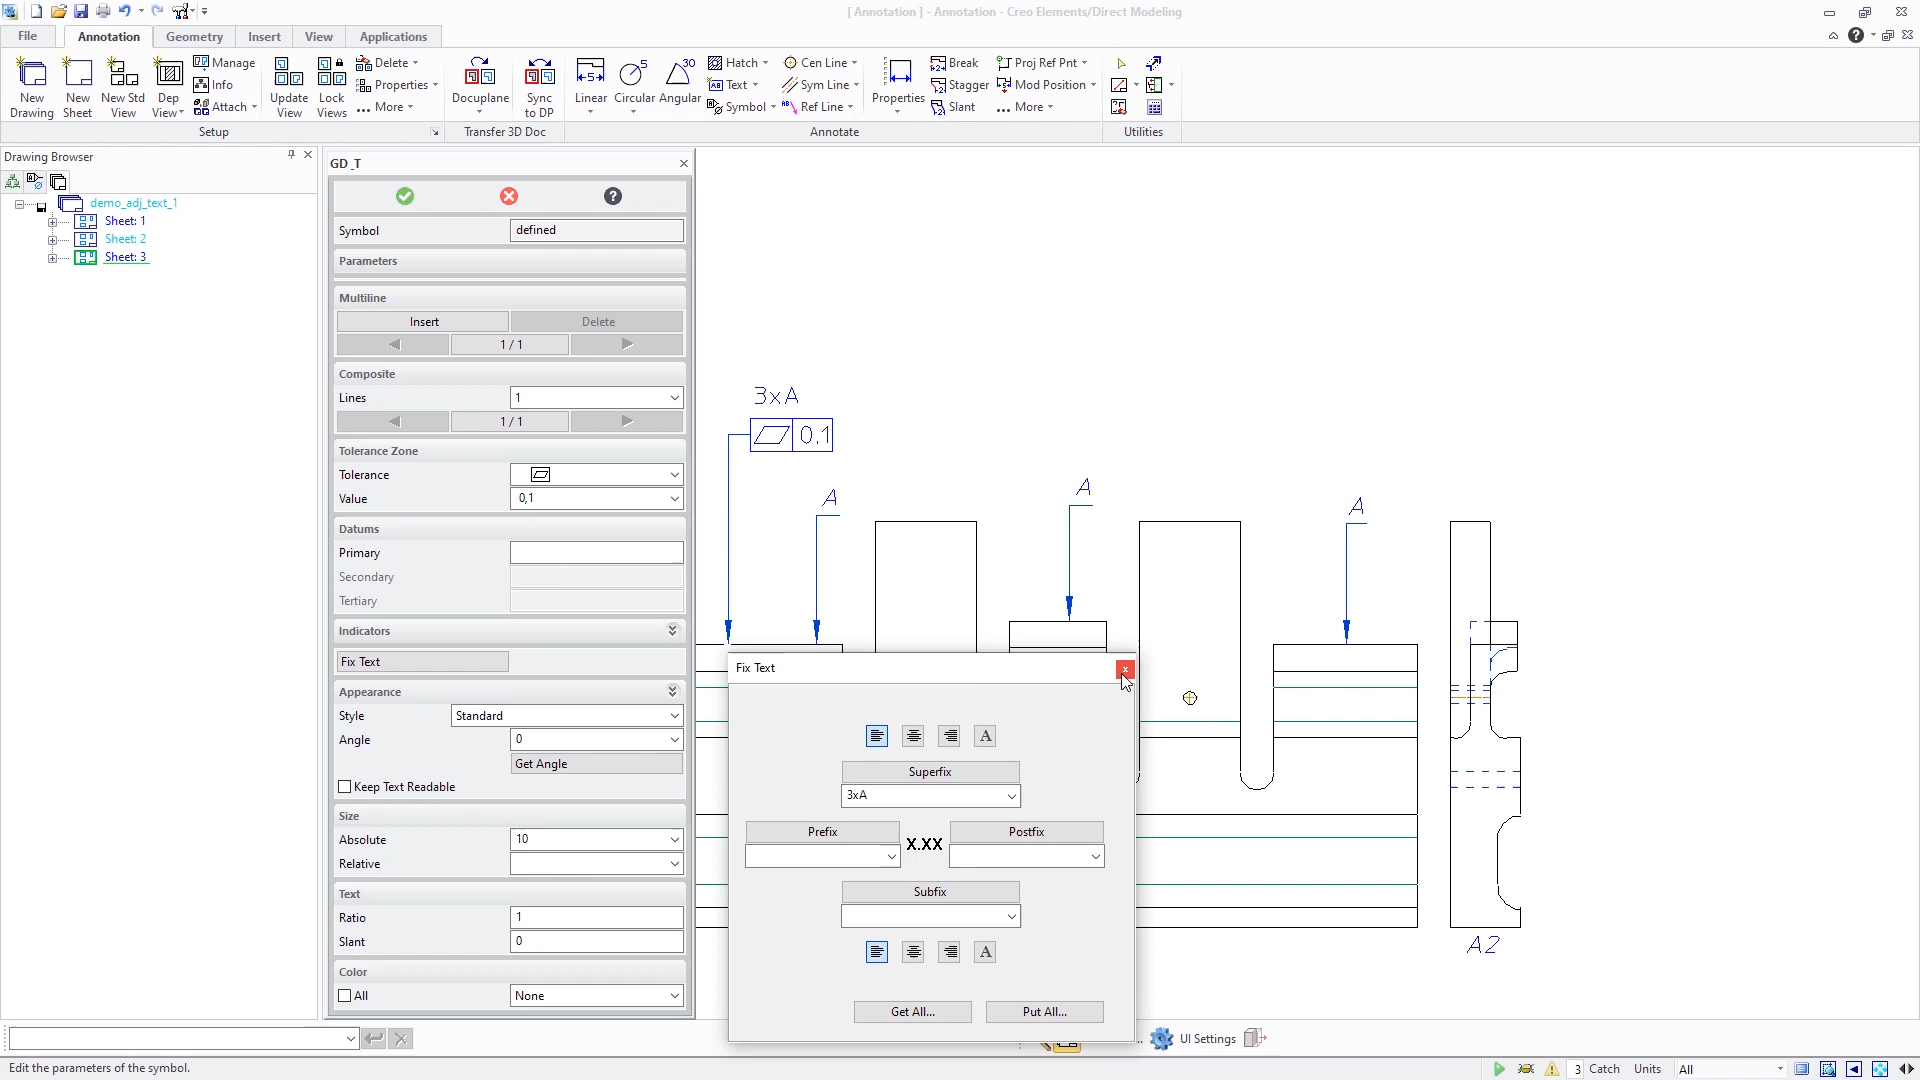 [ Annotation ] - Annotation - Creo Elements/Direct Modeling
File
Annotation
Geometry
Insert
View
Applications
New Drawing
New Sheet
New Std View
Dep View
Manage
Info
Attach
Update View
Lock Views
Delete
Properties
... More
Docuplane
Sync to DP
Linear
Circular
Angular
Hatch
Text
Symbol
Cen Line
Sym Line
Ref Line
Properties
Break
Stagger
Slant
Proj Ref Pnt
Mod Position
... More
Setup
Transfer 3D Doc
Annotate
Utilities
Drawing Browser
demo_adj_text_1
Sheet: 1
Sheet: 2
Sheet: 3
GD_T
Symbol
defined
Parameters
Multiline
Insert
Delete
1 / 1
Composite
Lines
1
1 / 1
Tolerance Zone
Tolerance
Value
0,1
Datums
Primary
Secondary
Tertiary
Indicators
Fix Text
Appearance
Style
Standard
Angle
0
Get Angle
Keep Text Readable
Size
Absolute
10
Relative
Text
Ratio
1
Slant
0
Color
All
None
3xA
0,1
A
A
A
A2
Fix Text
Superfix
3xA
Prefix
X.XX
Postfix
Subfix
Get All...
Put All...
UI Settings
Edit the parameters of the symbol.
3
Catch
Units
All